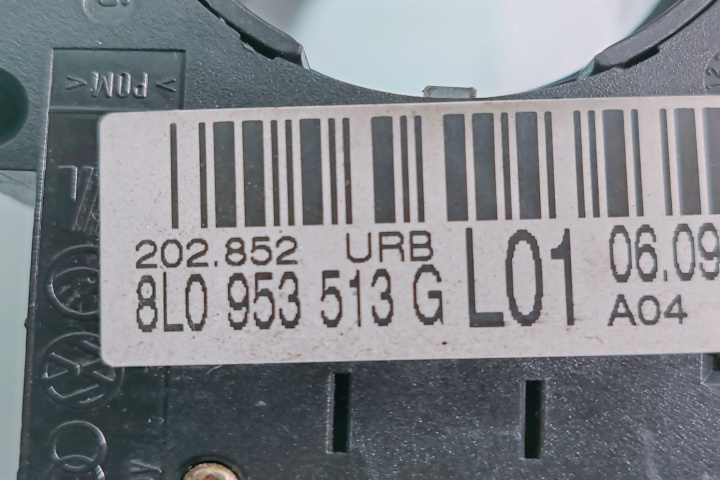 >POM<
202.852 URB
8L0 953 513 G L01 06.09
A04